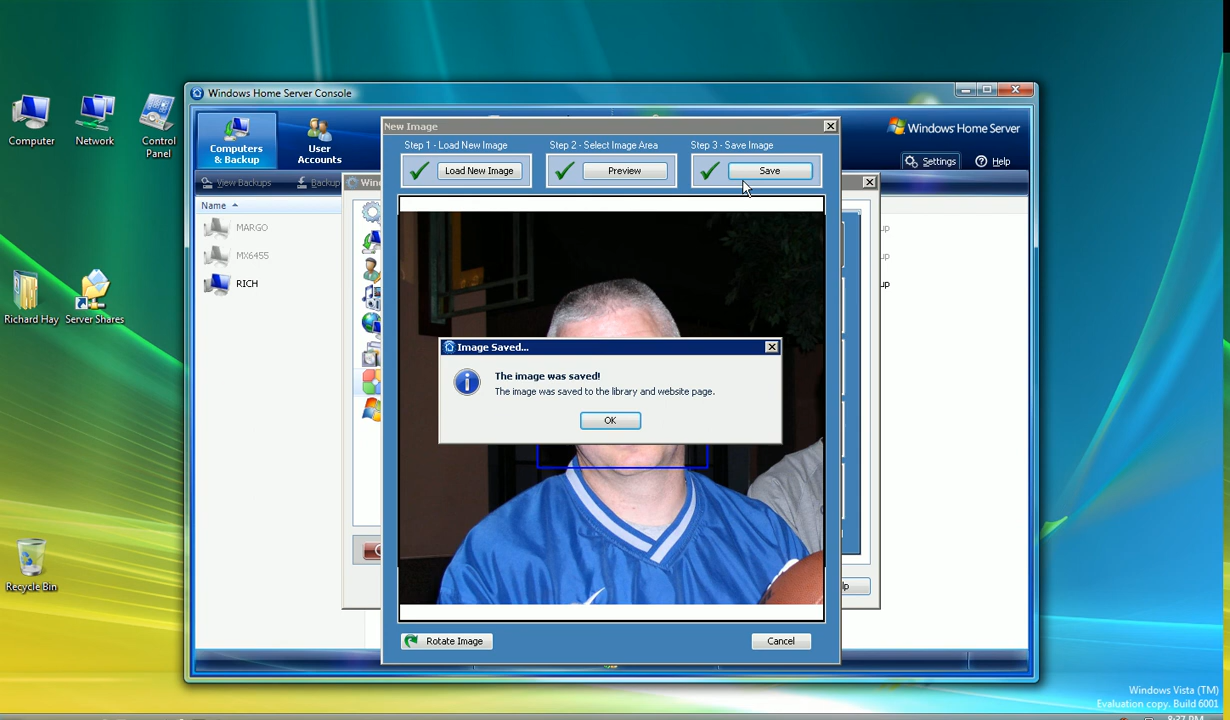 Windows Home Server Console
Computer
Network
Control
Panel
Computers
& Backup
User
Accounts
Windows Home Server
Settings
Help
View Backups
Backup
Name
MARGO
MX6455
RICH
up
up
up
Richard Hay
Server Shares
Recycle Bin
New Image
Step 1 - Load New Image
Step 2 - Select Image Area
Step 3 - Save Image
Load New Image
Preview
Save
Image Saved...
The image was saved!
The image was saved to the library and website page.
OK
Rotate Image
Cancel
Windows Vista (TM)
Evaluation copy. Build 6001